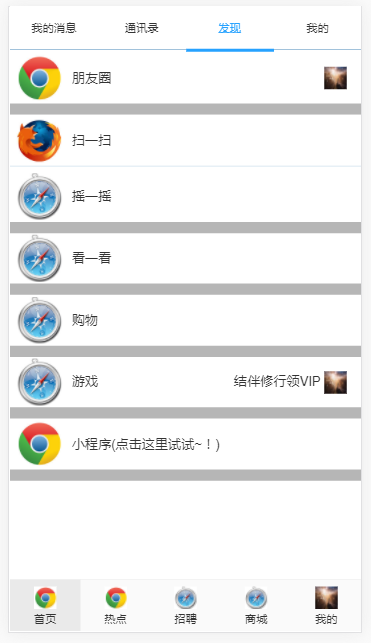 我的消息 通讯录 发现 我的
朋友圈
扫一扫
摇一摇
看一看
购物
游戏 结伴修行领VIP
小程序(点击这里试试~！)
首页 热点 招聘 商城 我的